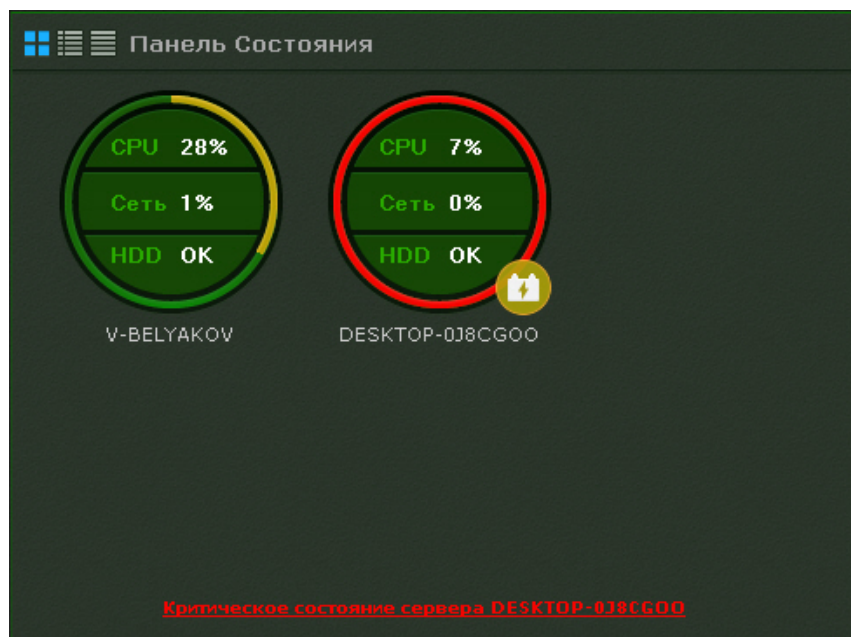 Панель Состояния
CPU 28%
Сеть 1%
HDD OK
V-BELYAKOV
CPU 7%
Сеть 0%
HDD OK
DESKTOP-0J8CGOO
Критическое состояние сервера DESKTOP-0J8CGOO